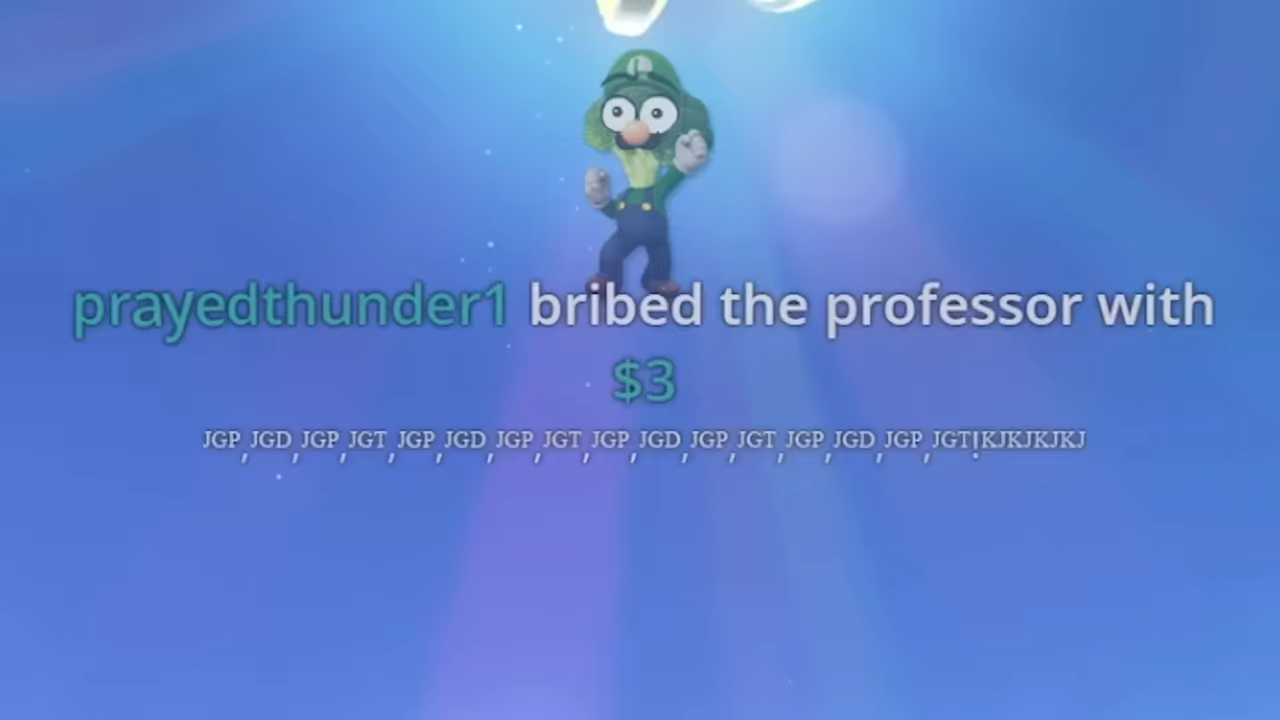 prayedthunder1 bribed the professor with
$3
ᴶᴳᴾ,ᴶᴳᴰ,ᴶᴳᴾ,ᴶᴳᵀ,ᴶᴳᴾ,ᴶᴳᴰ,ᴶᴳᴾ,ᴶᴳᵀ,ᴶᴳᴾ,ᴶᴳᴰ,ᴶᴳᴾ,ᴶᴳᵀ,ᴶᴳᴾ,ᴶᴳᴰ,ᴶᴳᴾ,ᴶᴳᵀ!ᴷᴶᴷᴶᴷᴶᴷᴶ